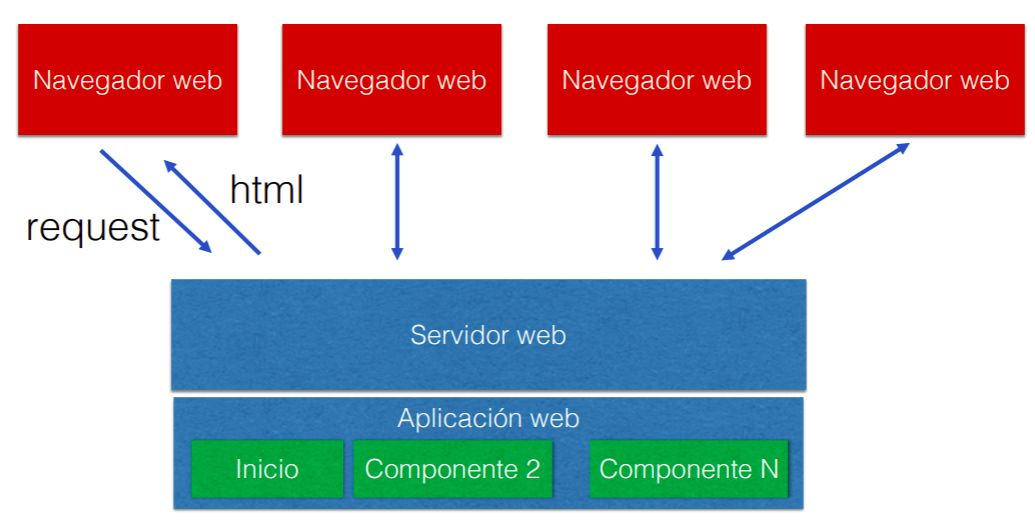 Navegador web
Navegador web
Navegador web
Navegador web
html
request
Servidor web
Aplicación web
Inicio
Componente 2
Componente N